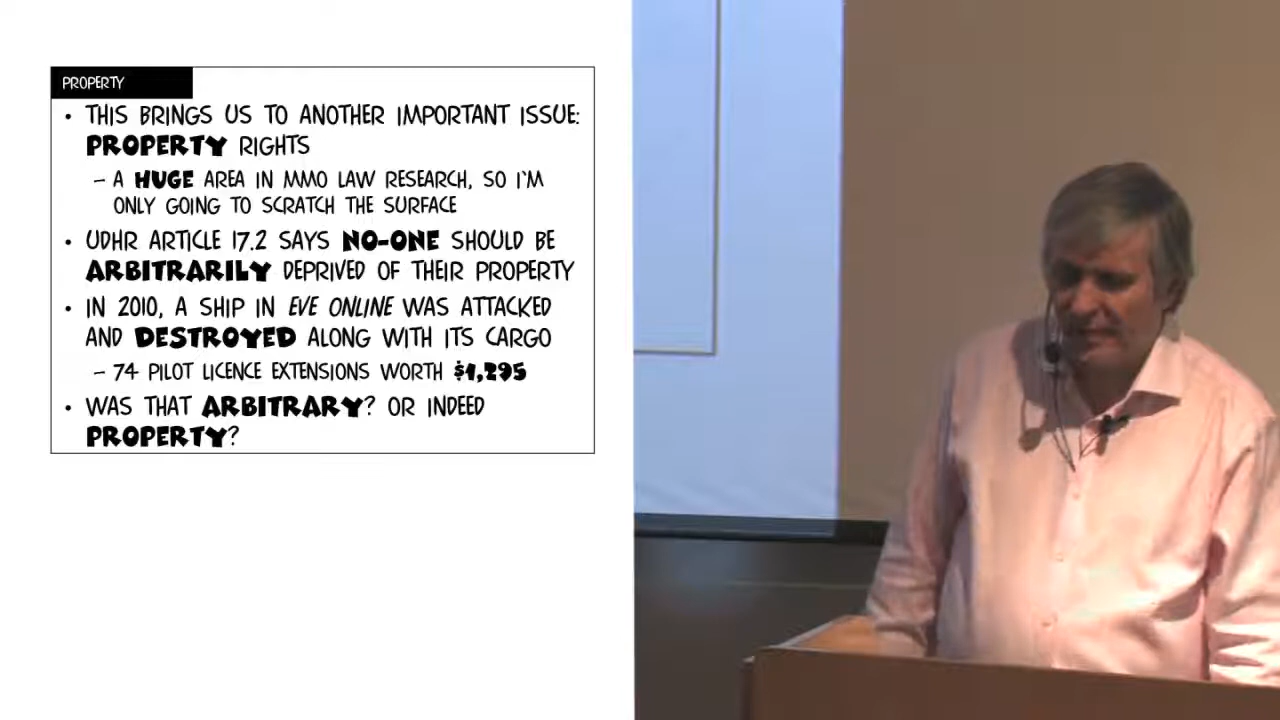 PROPERTY
• THIS BRINGS US TO ANOTHER IMPORTANT ISSUE:
PROPERTY RIGHTS
– A HUGE AREA IN MMO LAW RESEARCH, SO I'M
ONLY GOING TO SCRATCH THE SURFACE
• UDHR ARTICLE 17.2 SAYS NO-ONE SHOULD BE
ARBITRARILY DEPRIVED OF THEIR PROPERTY
• IN 2010, A SHIP IN EVE ONLINE WAS ATTACKED
AND DESTROYED ALONG WITH ITS CARGO
– 74 PILOT LICENCE EXTENSIONS WORTH $1,295
• WAS THAT ARBITRARY? OR INDEED
PROPERTY?